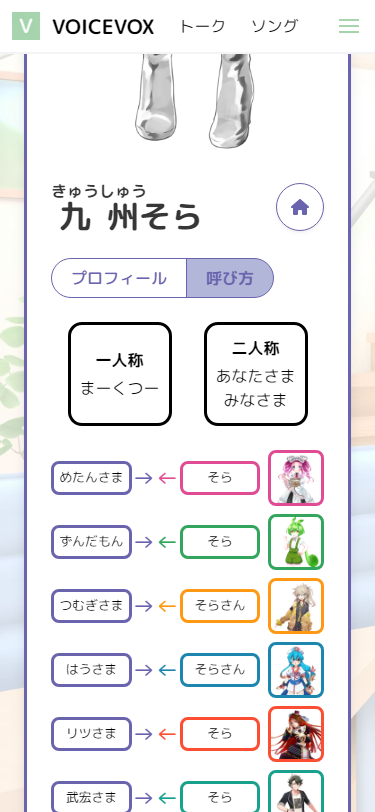 V VOICEVOX トーク ソング
きゅうしゅう
九 州そら
プロフィール 呼び方
一人称
まーくつー
二人称
あなたさま
みなさま
めたんさま → ← そら
ずんだもん → ← そら
つむぎさま → ← そらさん
はうさま → ← そらさん
リツさま → ← そら
武宏さま → ← そら